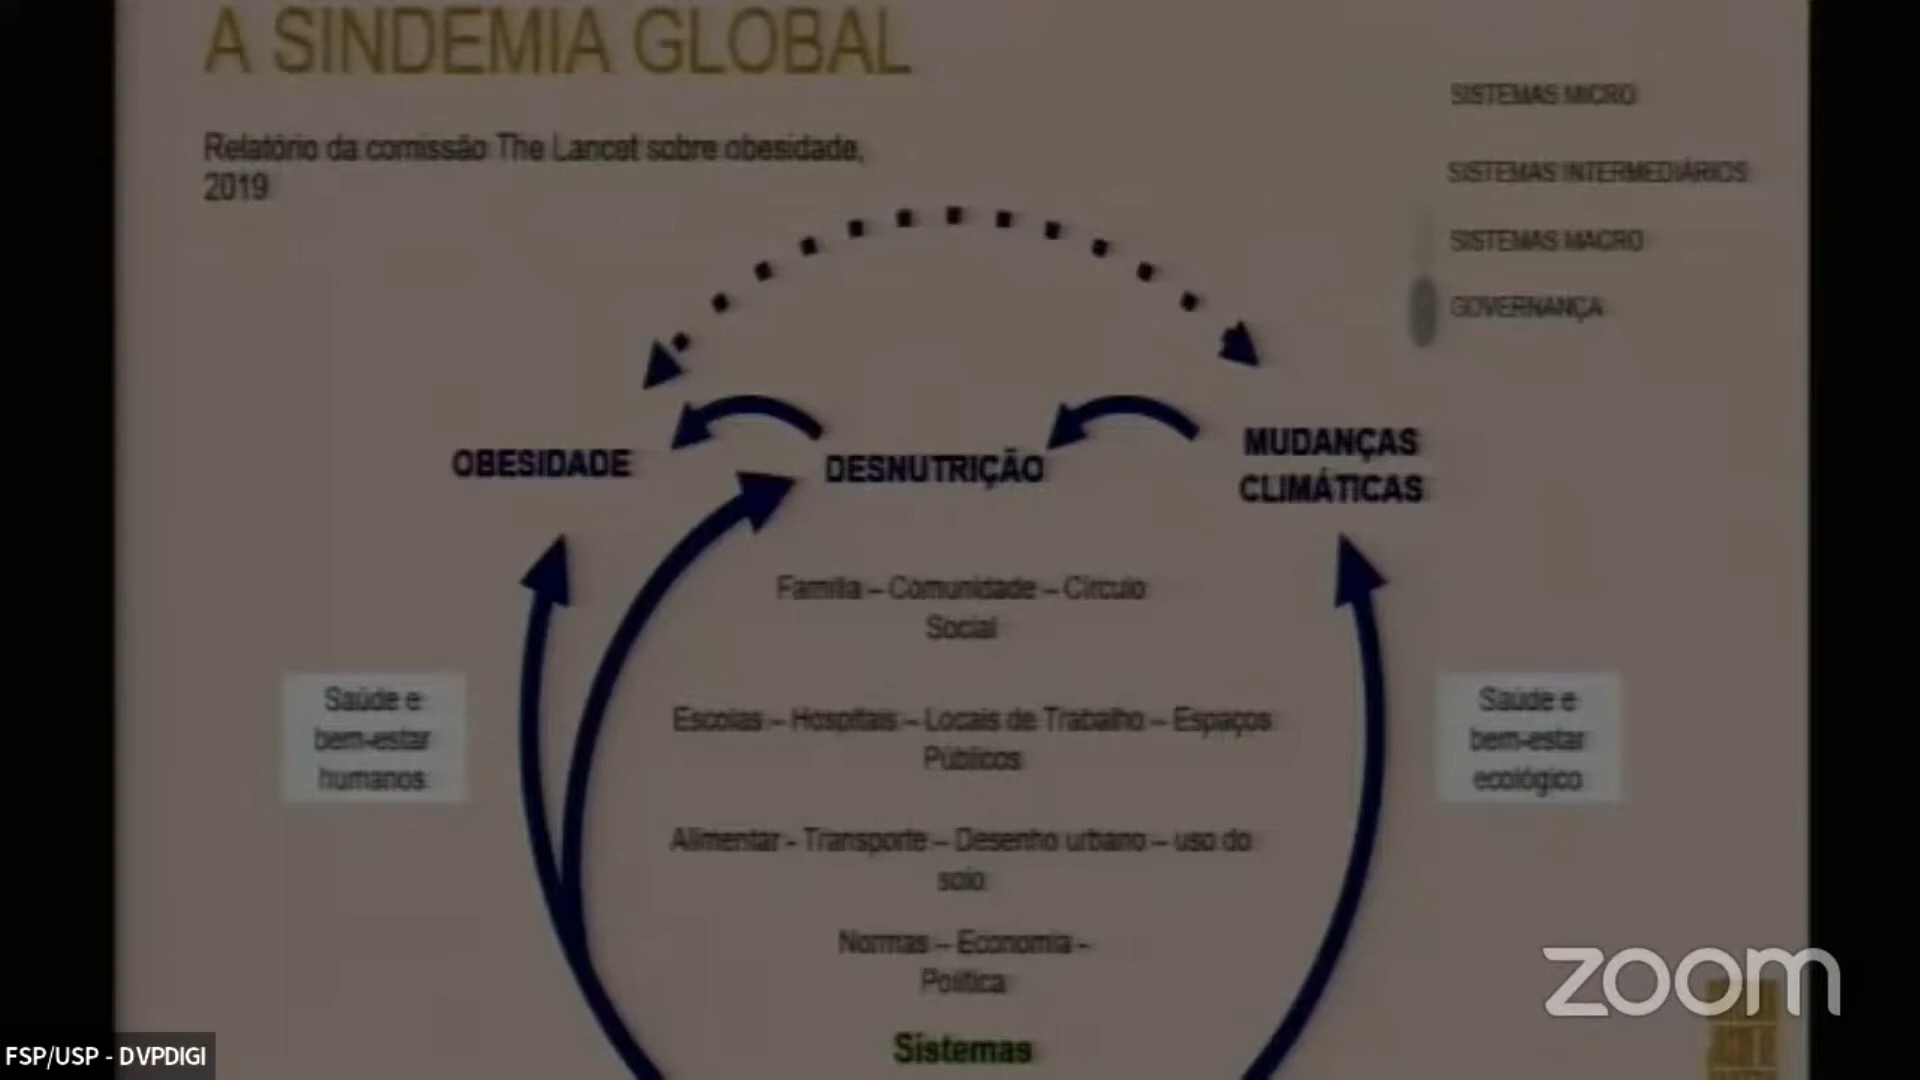 A SINDEMIA GLOBAL
Relatório da comissão The Lancet sobre obesidade,
2019
SISTEMAS MICRO
SISTEMAS INTERMEDIÁRIOS
SISTEMAS MACRO
GOVERNANÇA
OBESIDADE
DESNUTRIÇÃO
MUDANÇAS
CLIMÁTICAS
Família – Comunidade – Círculo
Social
Saúde e
bem-estar
humanos
Escolas – Hospitais – Locais de Trabalho – Espaços
Públicos
Saúde e
bem-estar
ecológico
Alimentar - Transporte – Desenho urbano – uso do
solo
Normas – Economia -
Política
Sistemas
zoom
FSP/USP - DVPDIGI